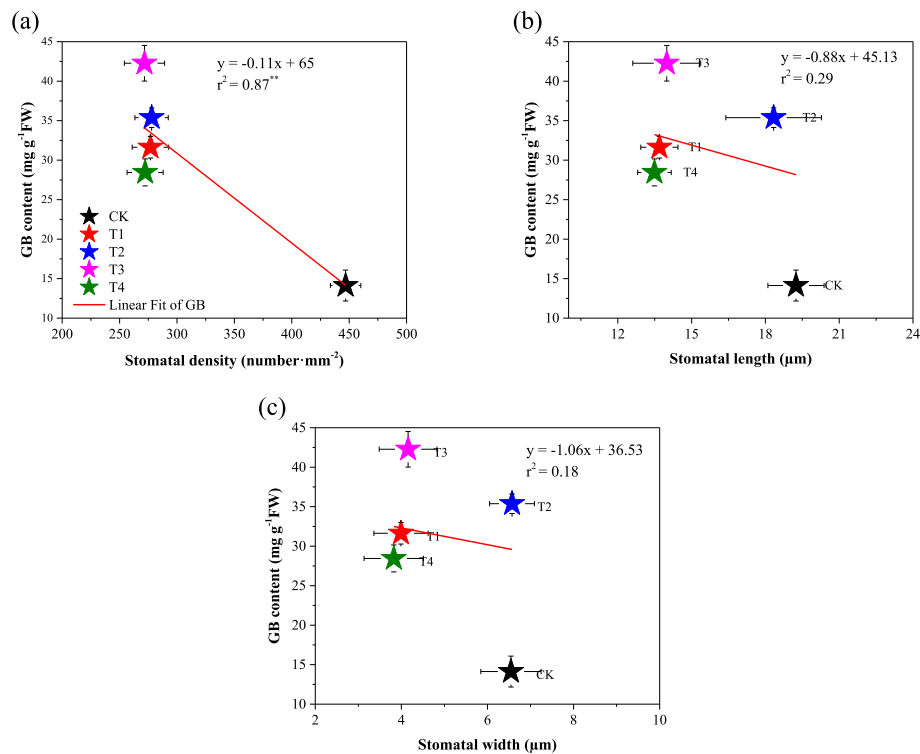 (a)
45
40
35
30
25
20
15
10
GB content (mg g⁻¹FW)
y = -0.11x + 65
r² = 0.87**
CK
T1
T2
T3
T4
Linear Fit of GB
200 250 300 350 400 450 500
Stomatal density (number·mm⁻²)
(b)
45
40
35
30
25
20
15
10
GB content (mg g⁻¹FW)
y = -0.88x + 45.13
r² = 0.29
T3
T2
T1
T4
CK
12 15 18 21 24
Stomatal length (µm)
(c)
45
40
35
30
25
20
15
10
GB content (mg g⁻¹FW)
y = -1.06x + 36.53
r² = 0.18
T3
T2
T1
T4
CK
2 4 6 8 10
Stomatal width (µm)